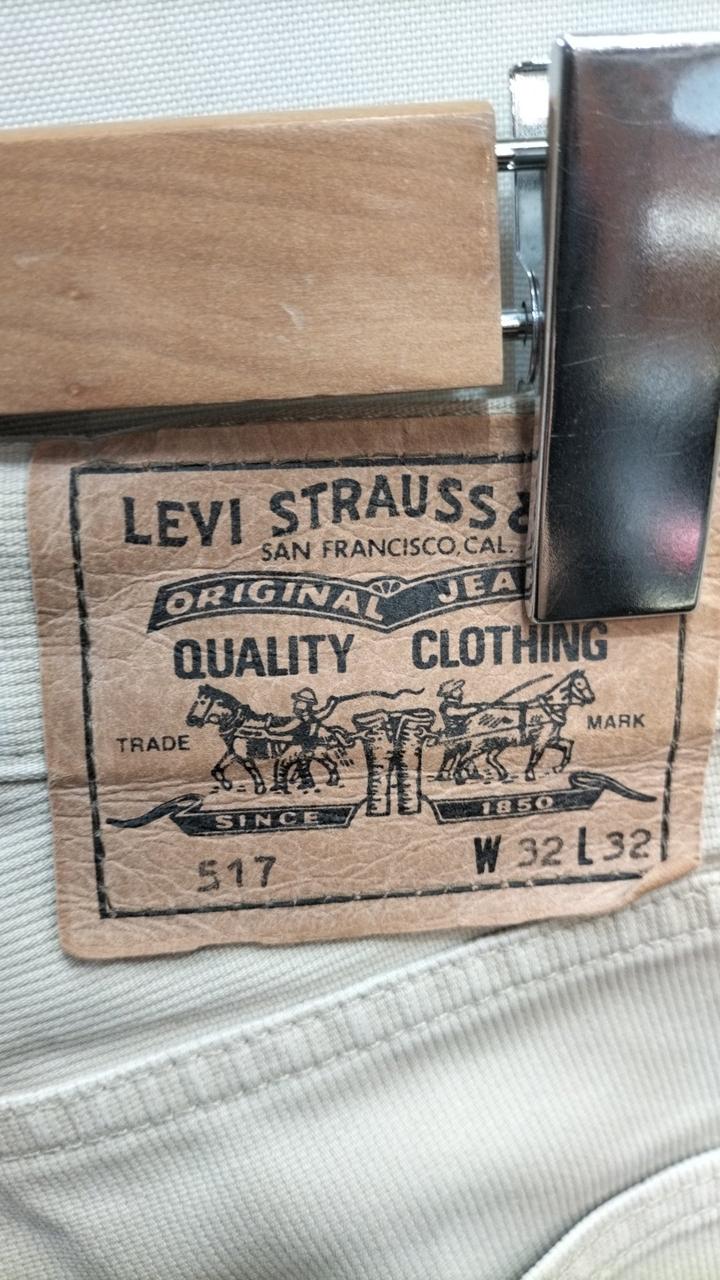 LEVI STRAUSS &
SAN FRANCISCO, CAL.
ORIGINAL
QUALITY CLOTHING
TRADE MARK
SINCE 1850
517 W 32 L 32